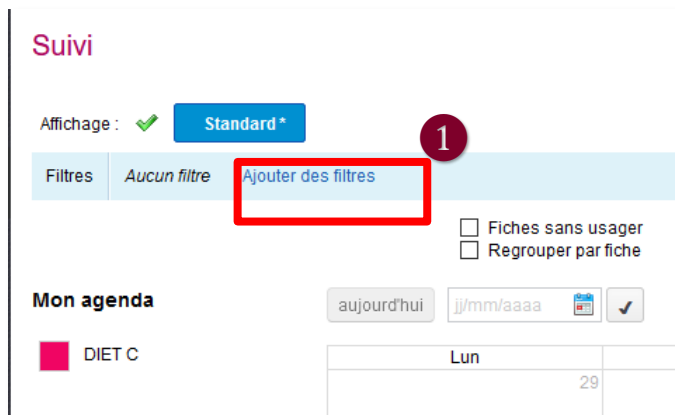 Suivi
Affichage : Standard *
1
Filtres Aucun filtre Ajouter des filtres
Fiches sans usager
Regrouper par fiche
Mon agenda aujourd'hui jj/mm/aaaa
DIET C
Lun
29